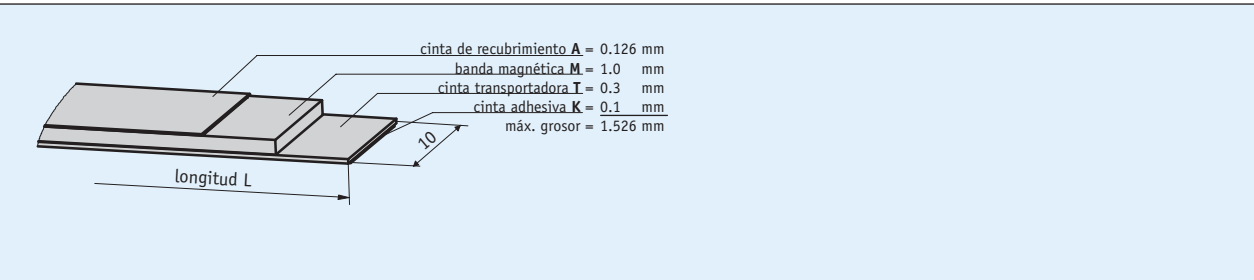 cinta de recubrimiento A = 0.126 mm
banda magnética M = 1.0 mm
cinta transportadora T = 0.3 mm
cinta adhesiva K = 0.1 mm
máx. grosor = 1.526 mm
10
longitud L